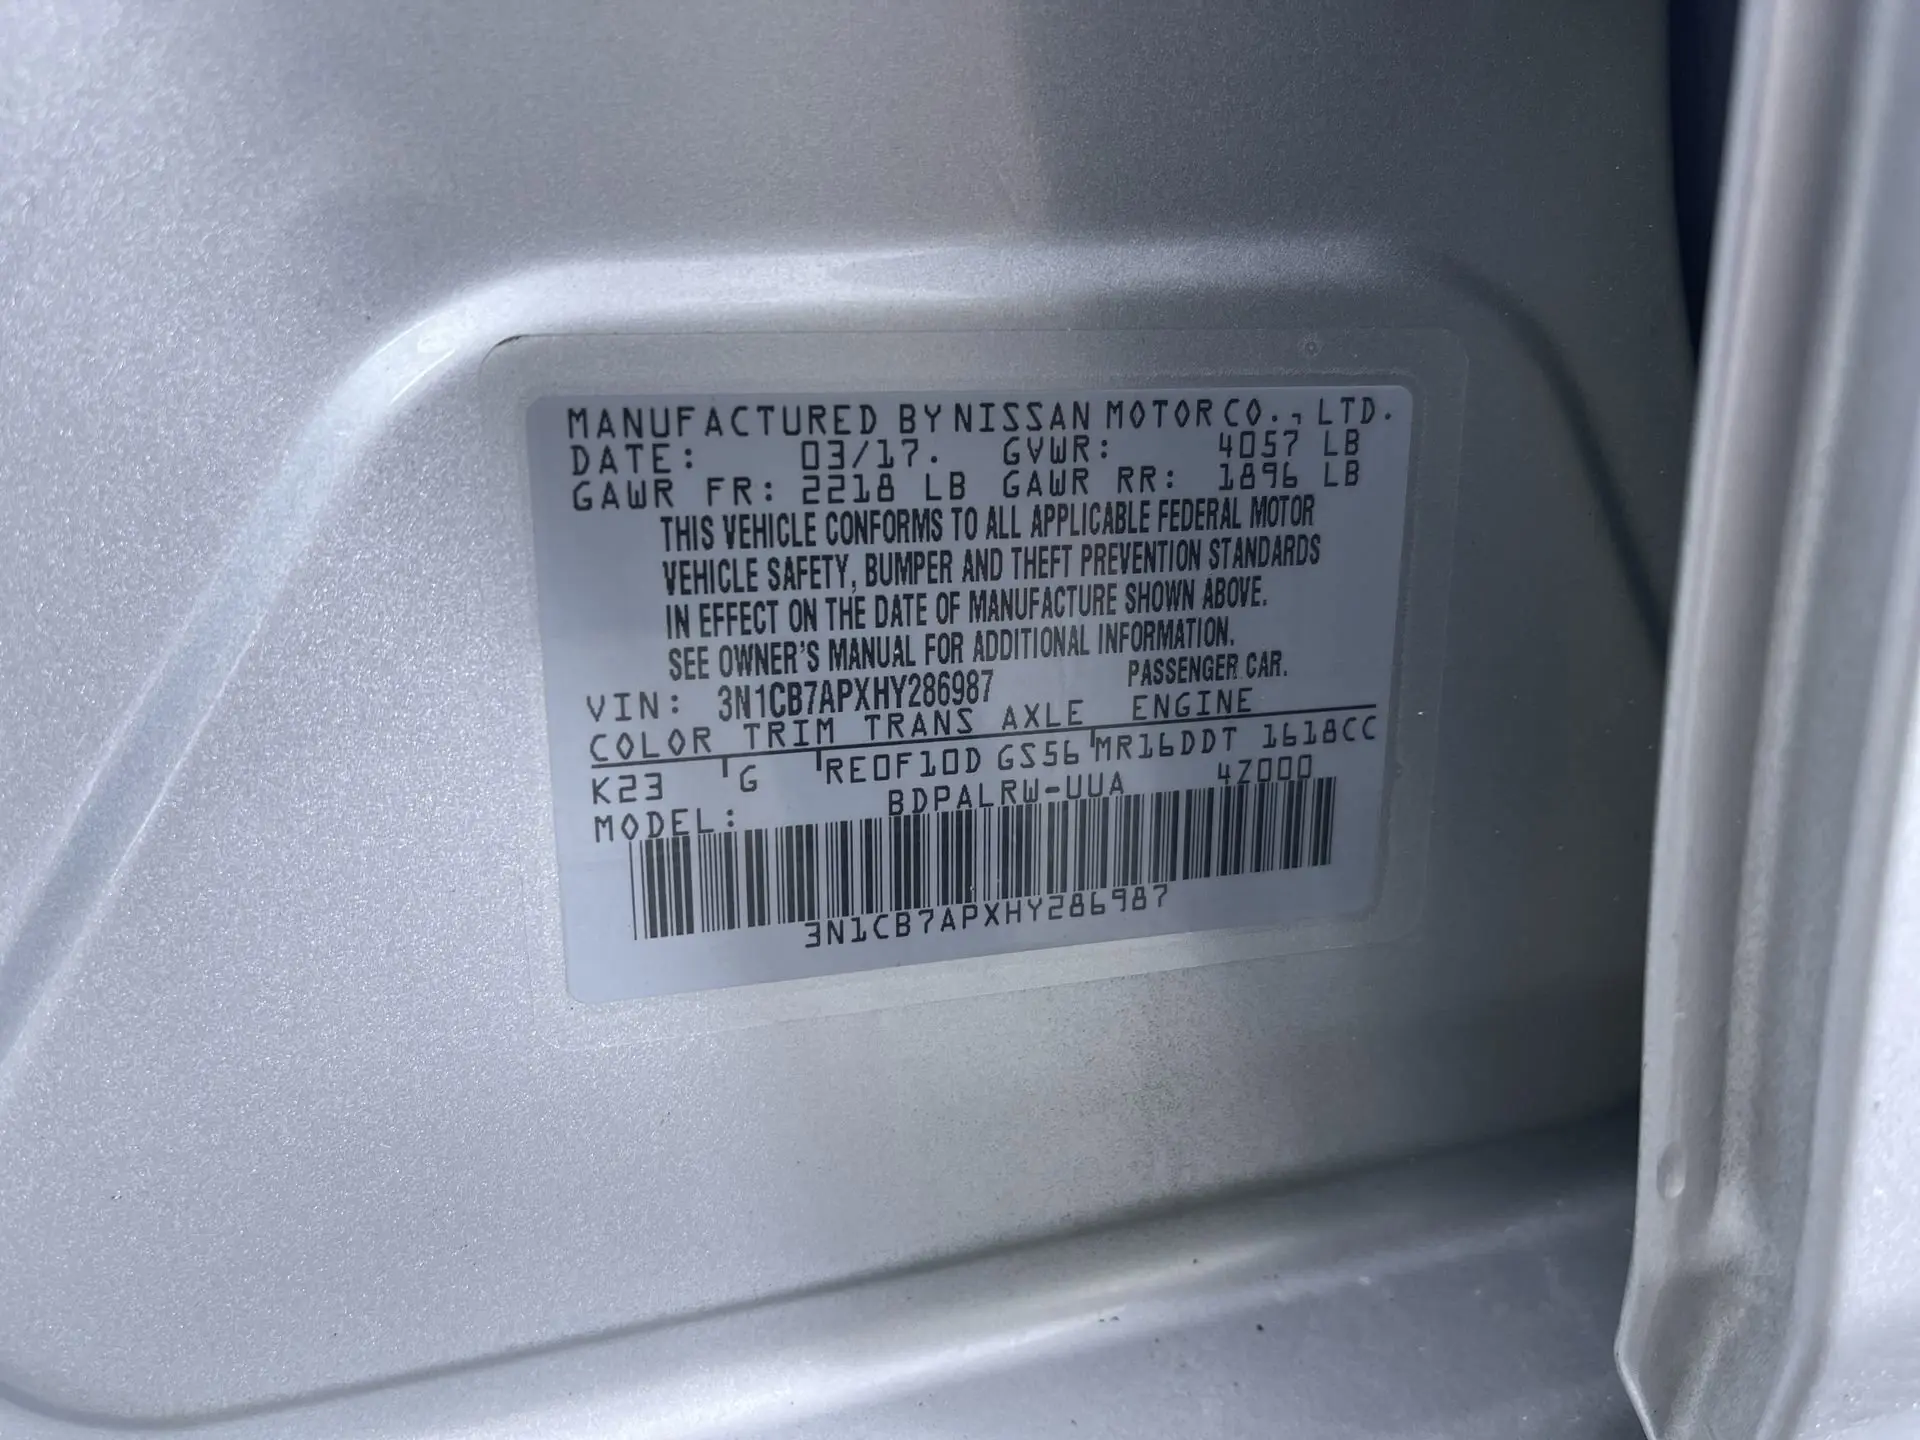 MANUFACTURED BY NISSAN MOTOR CO., LTD.
DATE: 03/17. GVWR: 4057 LB
GAWR FR: 2218 LB GAWR RR: 1896 LB
THIS VEHICLE CONFORMS TO ALL APPLICABLE FEDERAL MOTOR
VEHICLE SAFETY, BUMPER AND THEFT PREVENTION STANDARDS
IN EFFECT ON THE DATE OF MANUFACTURE SHOWN ABOVE.
SEE OWNER'S MANUAL FOR ADDITIONAL INFORMATION.
VIN: 3N1CB7APXHY286987 PASSENGER CAR.
COLOR TRIM TRANS AXLE ENGINE
K23 G RE0F10D GS56 MR16DDT 1618CC
MODEL: BDPALRW-UUA 4Z000
3N1CB7APXHY286987